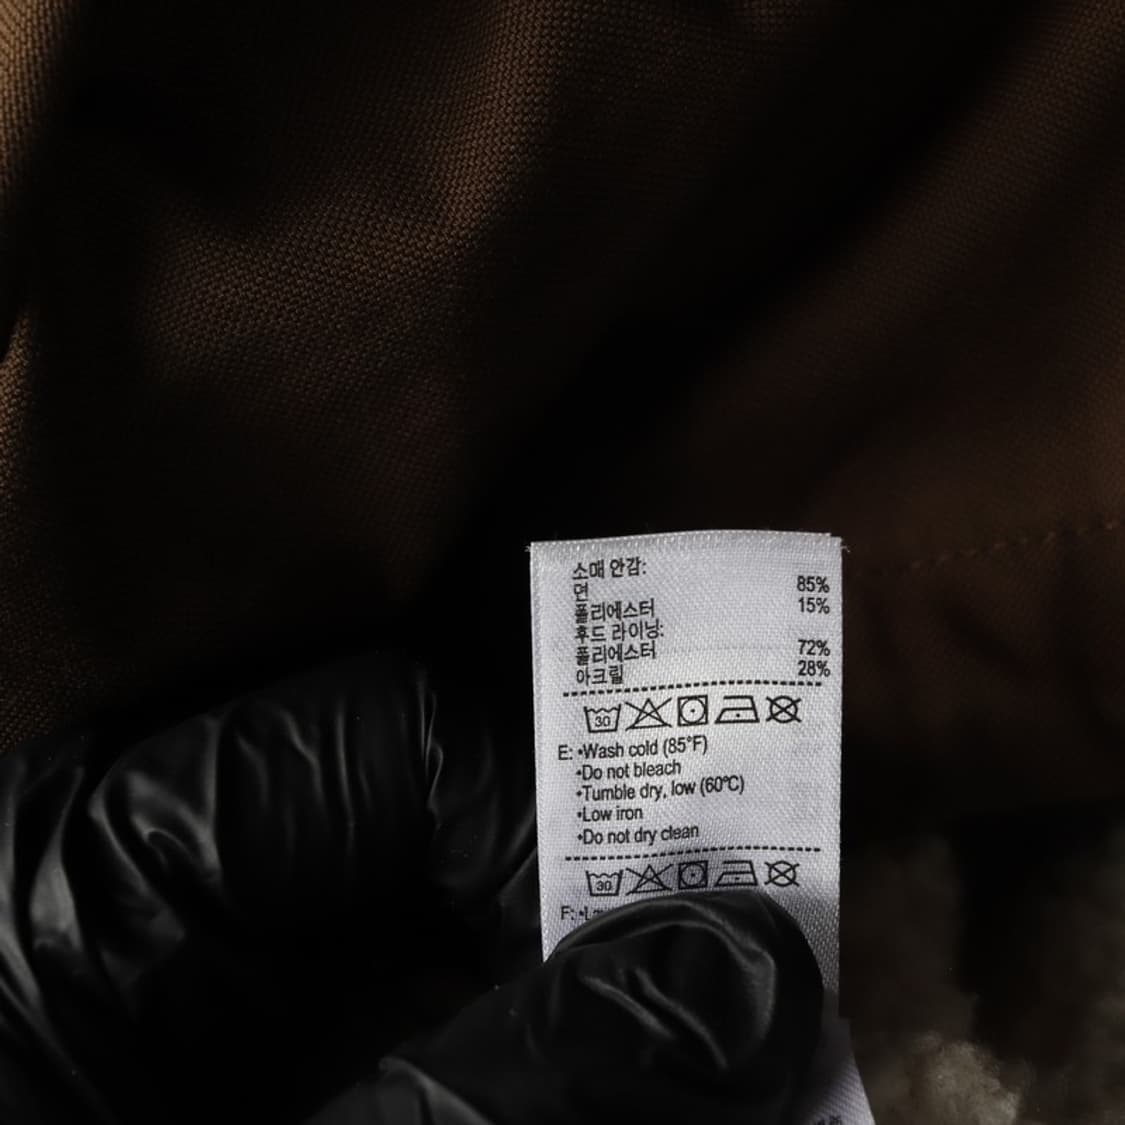 소매 안감:
면 85%
폴리에스터 15%
후드 라이닝:
폴리에스터 72%
아크릴 28%
30
E: •Wash cold (85°F)
•Do not bleach
•Tumble dry, low (60°C)
•Low iron
•Do not dry clean
30
F: